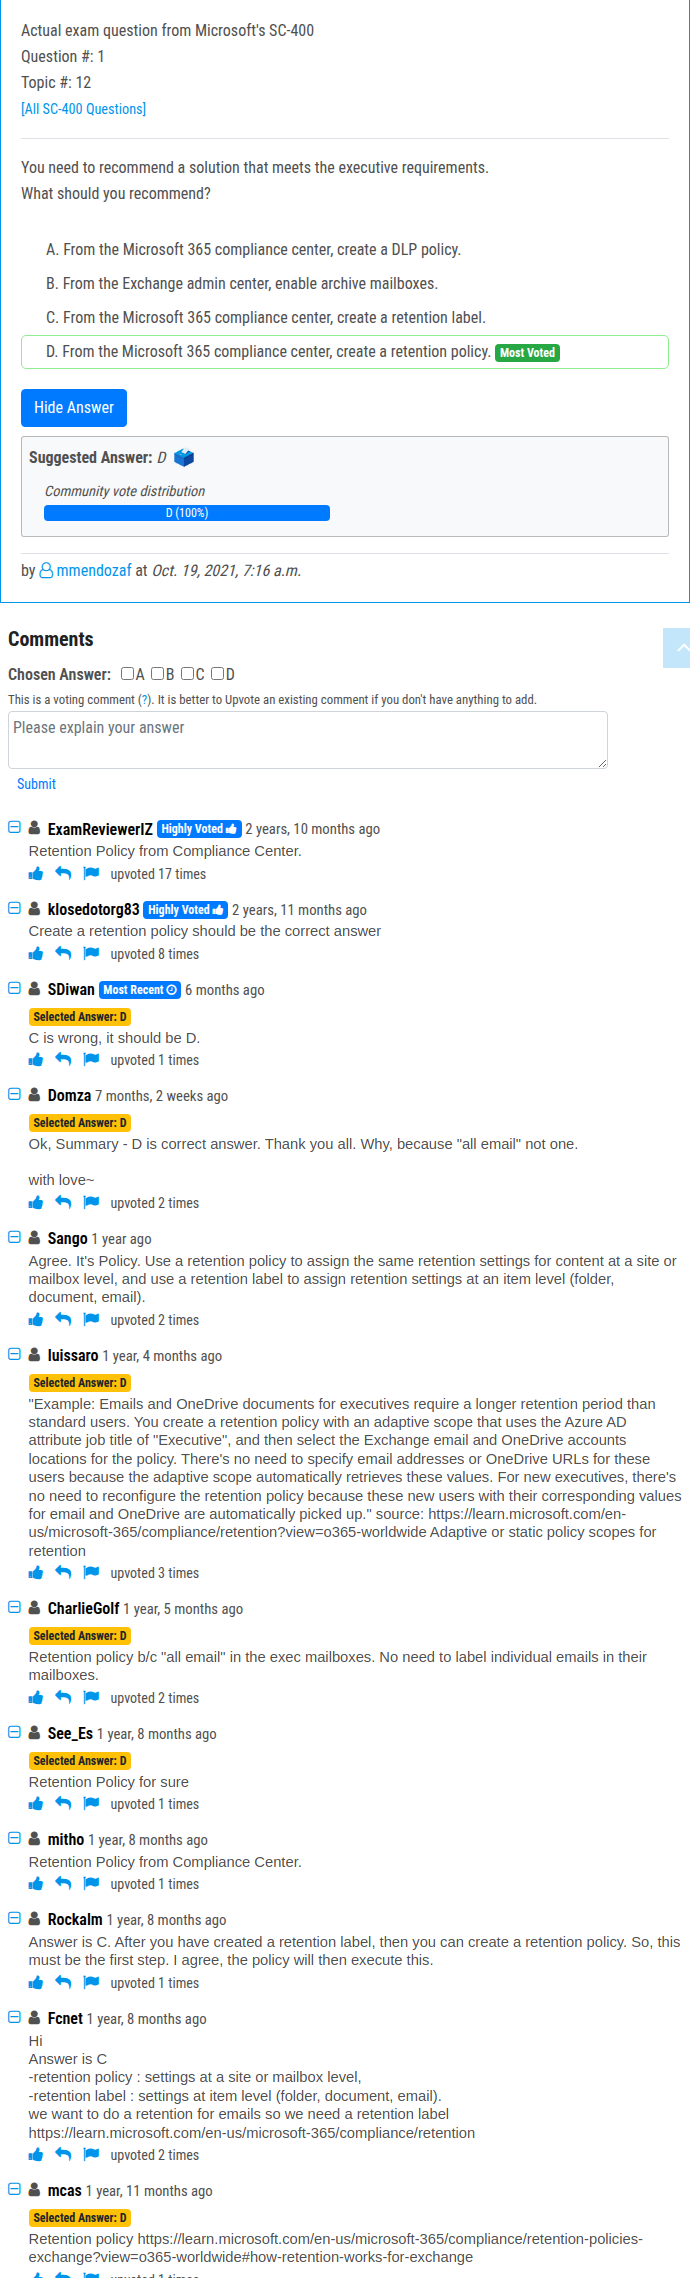 Actual exam question from Microsoft's SC-400
Question #: 1
Topic #: 12
[All SC-400 Questions]
You need to recommend a solution that meets the executive requirements.
What should you recommend?
A. From the Microsoft 365 compliance center, create a DLP policy.
B. From the Exchange admin center, enable archive mailboxes.
C. From the Microsoft 365 compliance center, create a retention label.
D. From the Microsoft 365 compliance center, create a retention policy. Most Voted
Hide Answer
Suggested Answer: D
Community vote distribution
D (100%)
by mmendozaf at Oct. 19, 2021, 7:16 a.m.
Comments
Chosen Answer: A B C D
This is a voting comment (?). It is better to Upvote an existing comment if you don't have anything to add.
Please explain your answer
Submit
ExamReviewerIZ Highly Voted 2 years, 10 months ago
Retention Policy from Compliance Center.
upvoted 17 times
klosedotorg83 Highly Voted 2 years, 11 months ago
Create a retention policy should be the correct answer
upvoted 8 times
SDiwan Most Recent 6 months ago
Selected Answer: D
C is wrong, it should be D.
upvoted 1 times
Domza 7 months, 2 weeks ago
Selected Answer: D
Ok, Summary - D is correct answer. Thank you all. Why, because "all email" not one.
with love~
upvoted 2 times
Sango 1 year ago
Agree. It's Policy. Use a retention policy to assign the same retention settings for content at a site or
mailbox level, and use a retention label to assign retention settings at an item level (folder,
document, email).
upvoted 2 times
luissaro 1 year, 4 months ago
Selected Answer: D
"Example: Emails and OneDrive documents for executives require a longer retention period than
standard users. You create a retention policy with an adaptive scope that uses the Azure AD
attribute job title of "Executive", and then select the Exchange email and OneDrive accounts
locations for the policy. There's no need to specify email addresses or OneDrive URLs for these
users because the adaptive scope automatically retrieves these values. For new executives, there's
no need to reconfigure the retention policy because these new users with their corresponding values
for email and OneDrive are automatically picked up." source: https://learn.microsoft.com/en-
us/microsoft-365/compliance/retention?view=o365-worldwide Adaptive or static policy scopes for
retention
upvoted 3 times
CharlieGolf 1 year, 5 months ago
Selected Answer: D
Retention policy b/c "all email" in the exec mailboxes. No need to label individual emails in their
mailboxes.
upvoted 2 times
See_Es 1 year, 8 months ago
Selected Answer: D
Retention Policy for sure
upvoted 1 times
mitho 1 year, 8 months ago
Retention Policy from Compliance Center.
upvoted 1 times
Rockalm 1 year, 8 months ago
Answer is C. After you have created a retention label, then you can create a retention policy. So, this
must be the first step. I agree, the policy will then execute this.
upvoted 1 times
Fcnet 1 year, 8 months ago
Hi
Answer is C
-retention policy : settings at a site or mailbox level,
-retention label : settings at item level (folder, document, email).
we want to do a retention for emails so we need a retention label
https://learn.microsoft.com/en-us/microsoft-365/compliance/retention
upvoted 2 times
mcas 1 year, 11 months ago
Selected Answer: D
Retention policy https://learn.microsoft.com/en-us/microsoft-365/compliance/retention-policies-
exchange?view=o365-worldwide#how-retention-works-for-exchange
upvoted 1 times